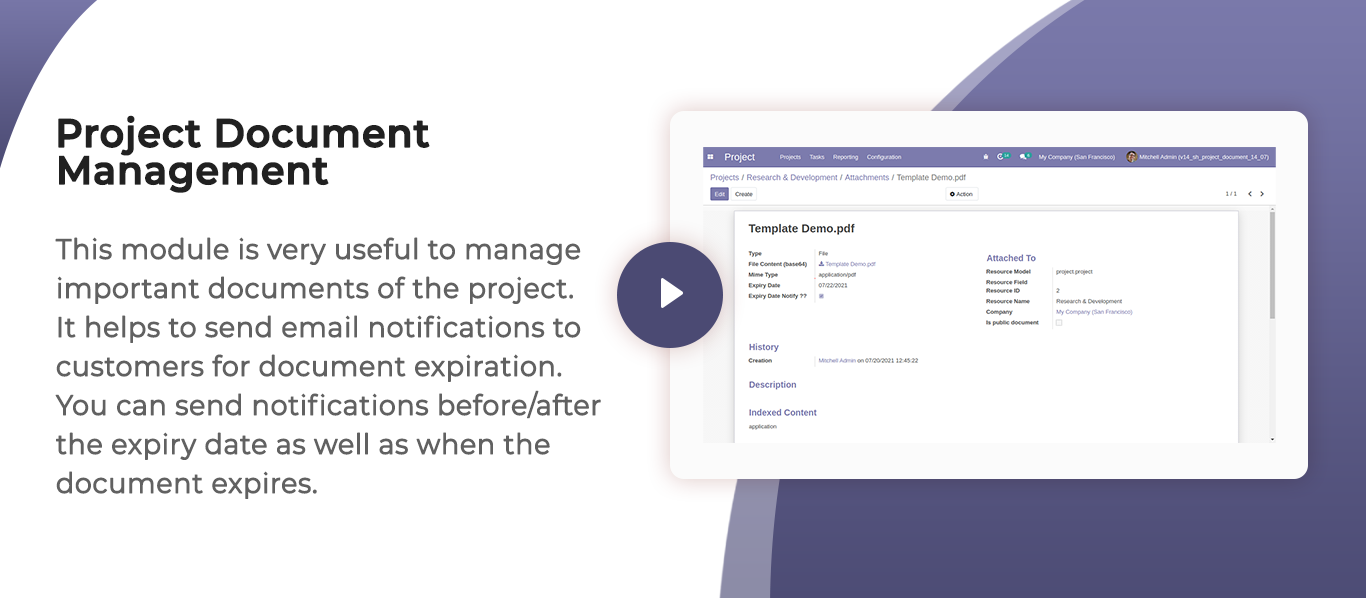 Project Document
Management
This module is very useful to manage
important documents of the project.
It helps to send email notifications to
customers for document expiration.
You can send notifications before/after
the expiry date as well as when the
document expires.
Project Projects Tasks Reporting Configuration My Company (San Francisco) Mitchell Admin (v14_sh_project_document_14_07)
Projects / Research & Development / Attachments / Template Demo.pdf
Edit Create Action 1 / 1
Template Demo.pdf
Type File
File Content (base64) Template Demo.pdf
Mime Type application/pdf
Expiry Date 07/22/2021
Expiry Date Notify ??
Attached To
Resource Model project.project
Resource Field
Resource ID 2
Resource Name Research & Development
Company My Company (San Francisco)
Is public document
History
Creation Mitchell Admin on 07/20/2021 12:45:22
Description
Indexed Content
application